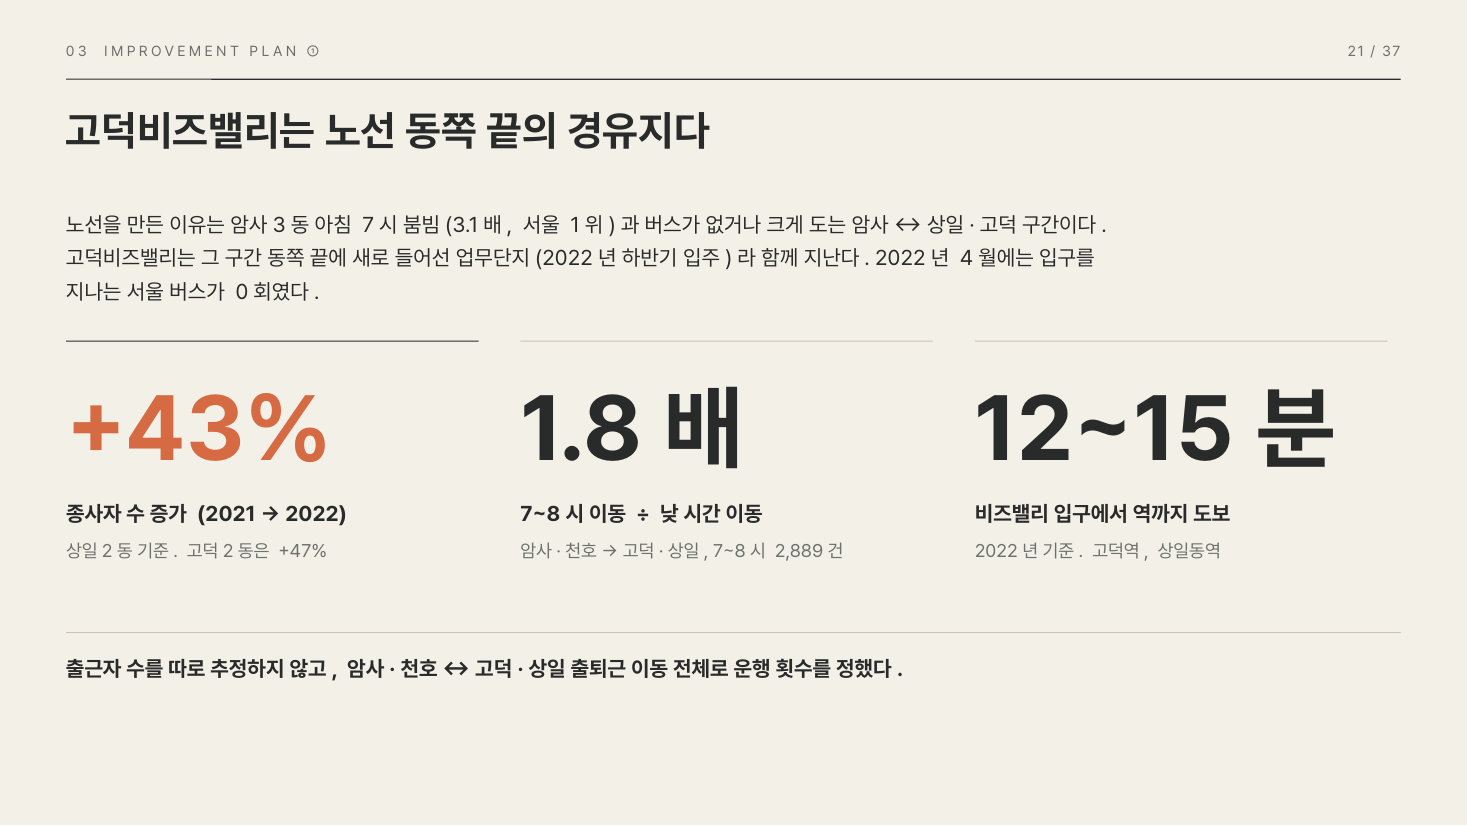 03 IMPROVEMENT PLAN ①
21 / 37
고덕비즈밸리는 노선 동쪽 끝의 경유지다
노선을 만든 이유는 암사 3 동 아침 7 시 붐빔 (3.1 배 , 서울 1 위 ) 과 버스가 없거나 크게 도는 암사 ↔ 상일 · 고덕 구간이다 .
고덕비즈밸리는 그 구간 동쪽 끝에 새로 들어선 업무단지 (2022 년 하반기 입주 ) 라 함께 지난다 . 2022 년 4 월에는 입구를
지나는 서울 버스가 0 회였다 .
+43%
종사자 수 증가 (2021 → 2022)
상일 2 동 기준 . 고덕 2 동은 +47%
1.8 배
7~8 시 이동 ÷ 낮 시간 이동
암사 · 천호 → 고덕 · 상일 , 7~8 시 2,889 건
12~15 분
비즈밸리 입구에서 역까지 도보
2022 년 기준 . 고덕역 , 상일동역
출근자 수를 따로 추정하지 않고 , 암사 · 천호 ↔ 고덕 · 상일 출퇴근 이동 전체로 운행 횟수를 정했다 .